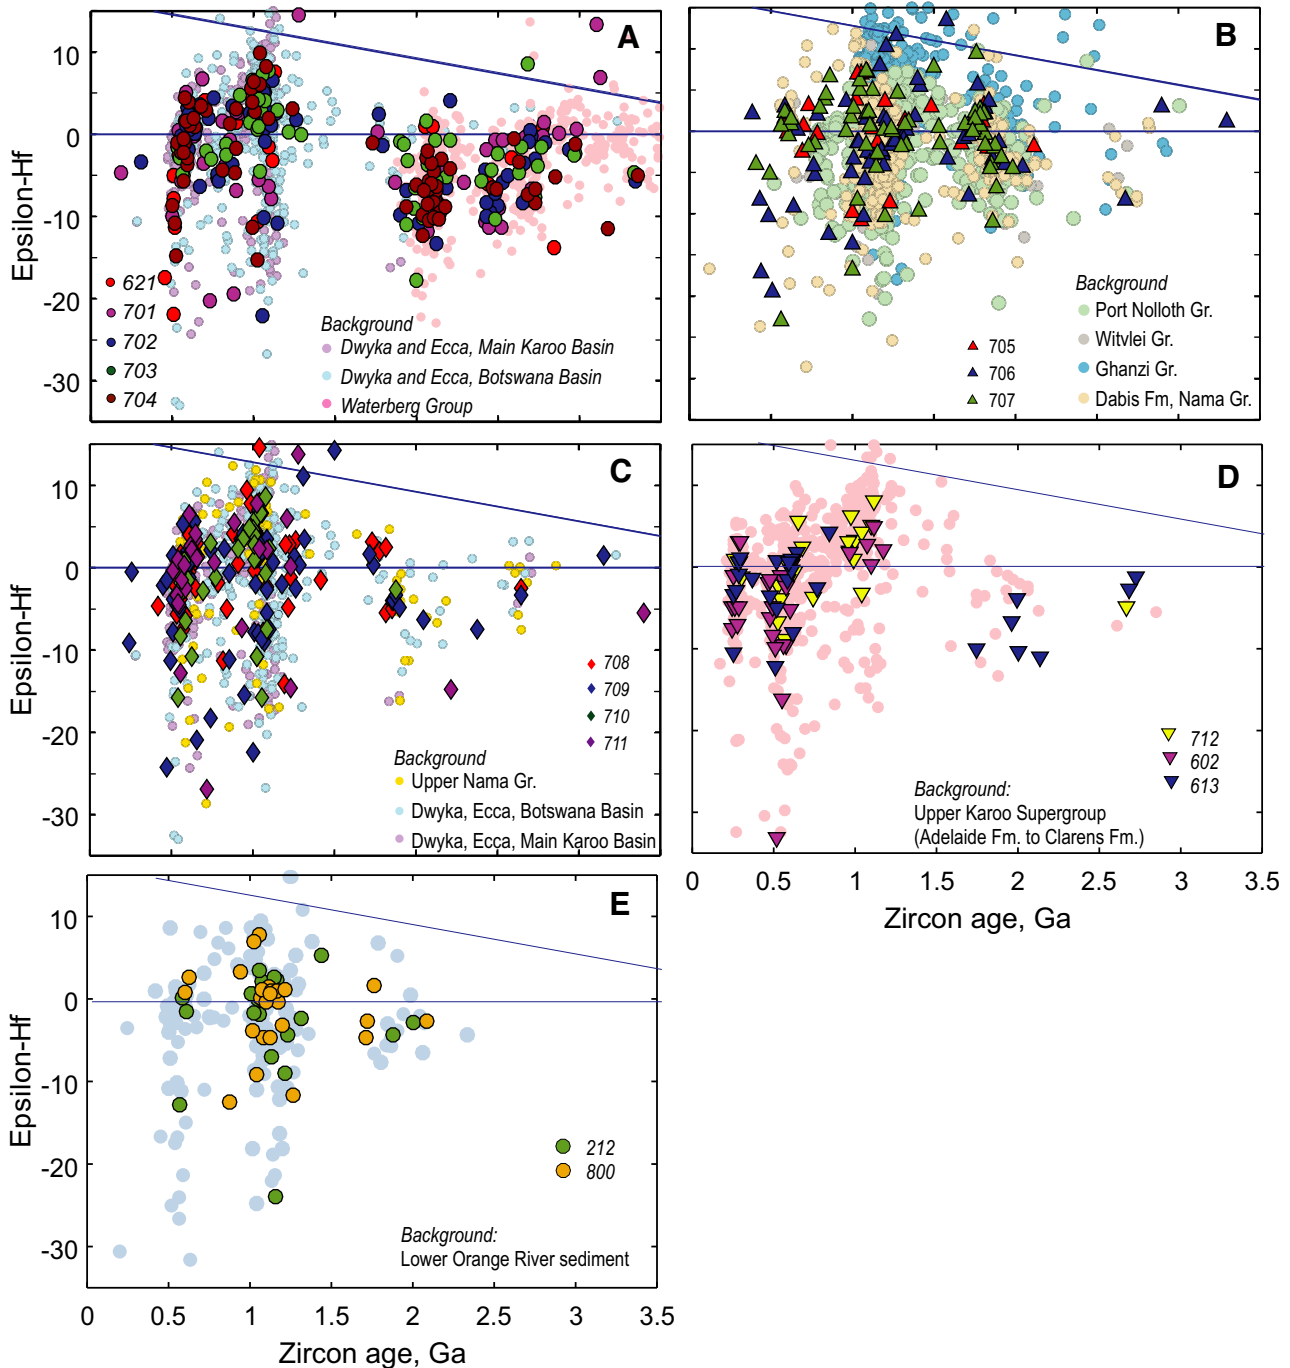 A
Epsilon-Hf
10
0
-10
-20
-30
621
701
702
703
704
Background
Dwyka and Ecca, Main Karoo Basin
Dwyka and Ecca, Botswana Basin
Waterberg Group
B
705
706
707
Background
Port Nolloth Gr.
Witvlei Gr.
Ghanzi Gr.
Dabis Fm, Nama Gr.
C
Epsilon-Hf
10
0
-10
-20
-30
708
709
710
711
Background
Upper Nama Gr.
Dwyka, Ecca, Botswana Basin
Dwyka, Ecca, Main Karoo Basin
D
712
602
613
Background:
Upper Karoo Supergroup
(Adelaide Fm. to Clarens Fm.)
0 0.5 1 1.5 2 2.5 3 3.5
Zircon age, Ga
E
Epsilon-Hf
10
0
-10
-20
-30
212
800
Background:
Lower Orange River sediment
0 0.5 1 1.5 2 2.5 3 3.5
Zircon age, Ga